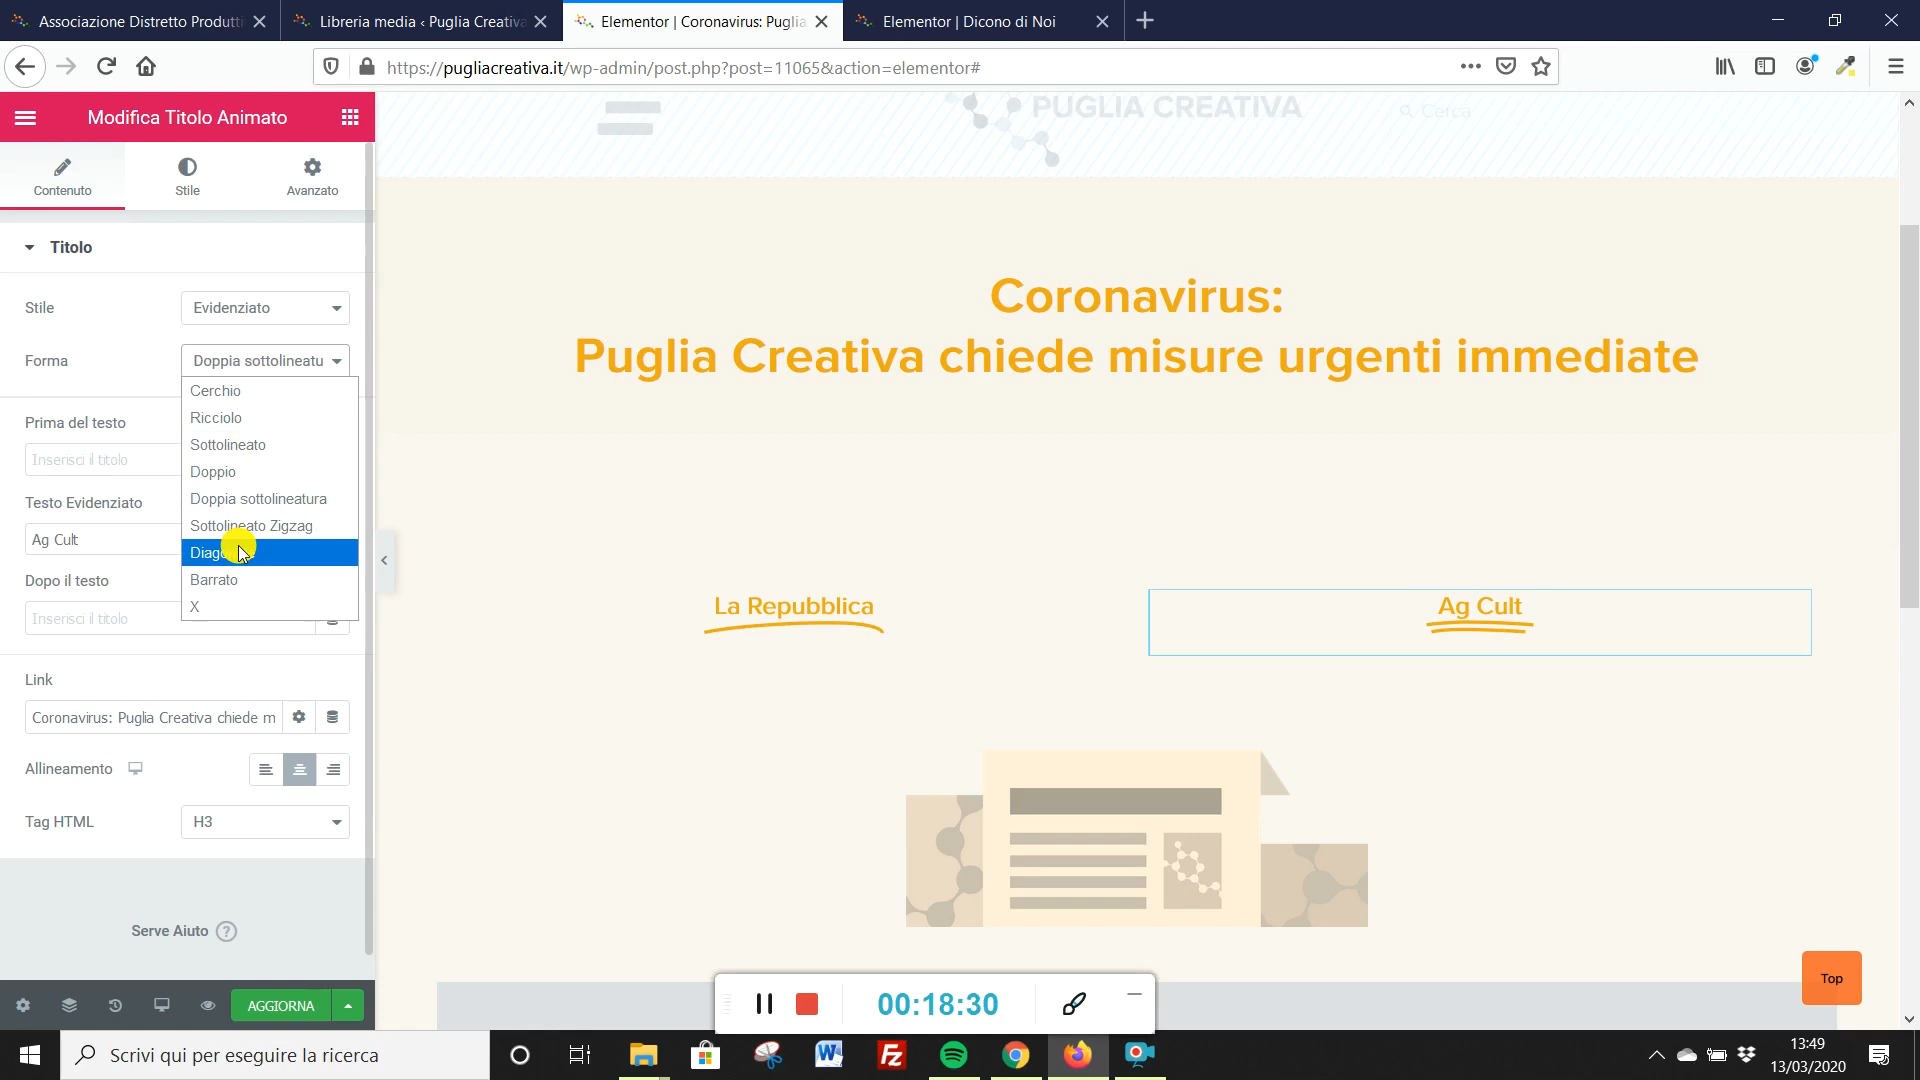 Associazione Distretto Produtti
Libreria media ‹ Puglia Creativa
Elementor | Coronavirus: Puglia
Elementor | Dicono di Noi
https://pugliacreativa.it/wp-admin/post.php?post=11065&action=elementor#
Modifica Titolo Animato
Contenuto
Stile
Avanzato
Titolo
Stile
Evidenziato
Forma
Doppia sottolineatu
Cerchio
Ricciolo
Sottolineato
Doppio
Doppia sottolineatura
Sottolineato Zigzag
Barrato
X
Prima del testo
Inserisci il titolo
Testo Evidenziato
Ag Cult
Dopo il testo
Inserisci il titolo
Link
Coronavirus: Puglia Creativa chiede m
Allineamento
Tag HTML
H3
Serve Aiuto
?
AGGIORNA
PUGLIA CREATIVA
Cerca
Coronavirus:
Puglia Creativa chiede misure urgenti immediate
La Repubblica
Ag Cult
Top
00:18:30
Scrivi qui per eseguire la ricerca
13:49
13/03/2020